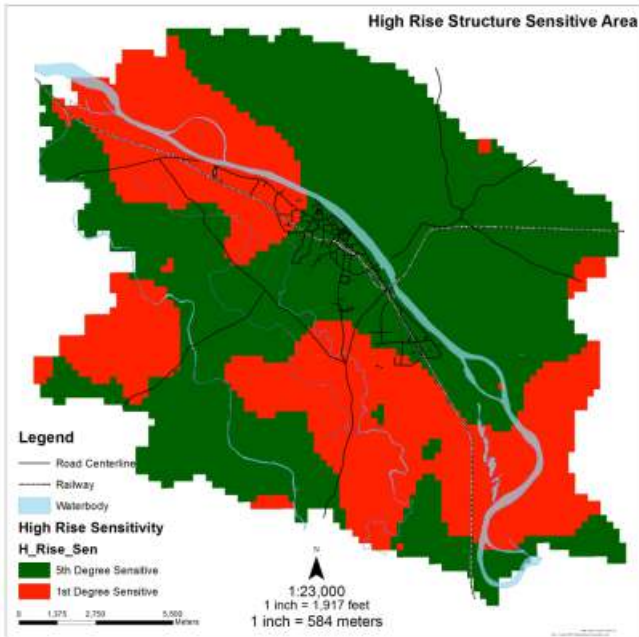 High Rise Structure Sensitive Area
Legend
Road Centerline
Railway
Waterbody
High Rise Sensitivity
H_Rise_Sen
5th Degree Sensitive
1st Degree Sensitive
0 1,375 2,750 5,500
Meters
N
1:23,000
1 inch = 1,917 feet
1 inch = 584 meters